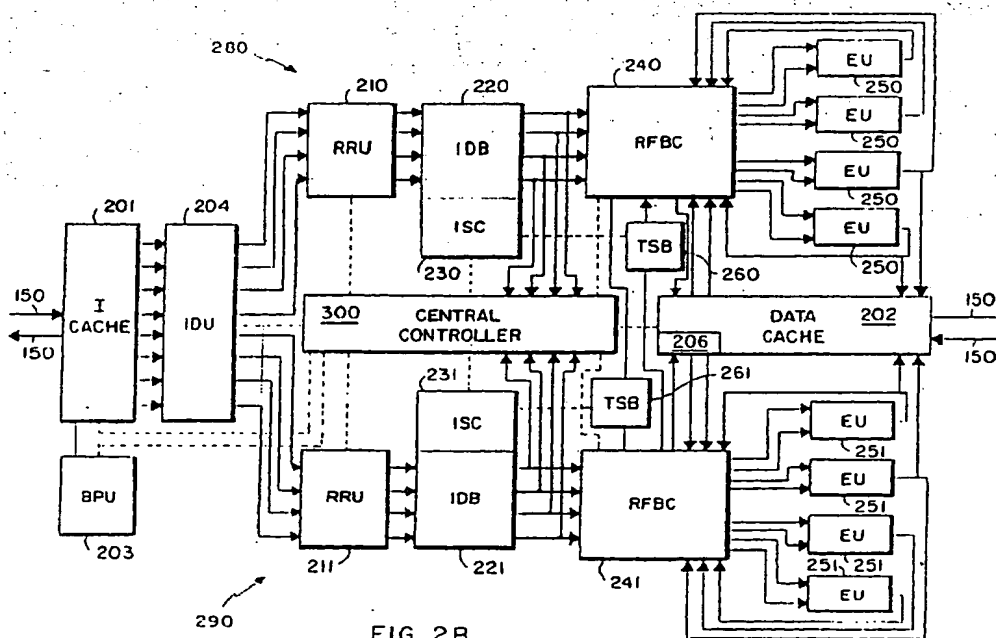 280
210
220
240
EU
250
RRU
IDB
RFBC
EU
250
201
204
EU
250
ISC
TSB
EU
230
260
250
150
I
CACHE
IDU
300
CENTRAL
CONTROLLER
DATA
CACHE
202
150
150
206
150
231
261
TSB
ISC
EU
251
BPU
RRU
IDB
RFBC
EU
251
203
EU
251
251
211
221
241
EU
290
FIG. 2B